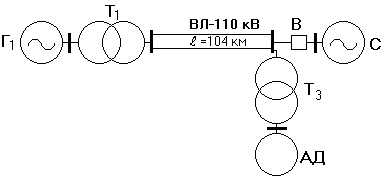 Т1
ВЛ-110 кВ
В
Г1
ℓ =104 км
С
Т3
АД